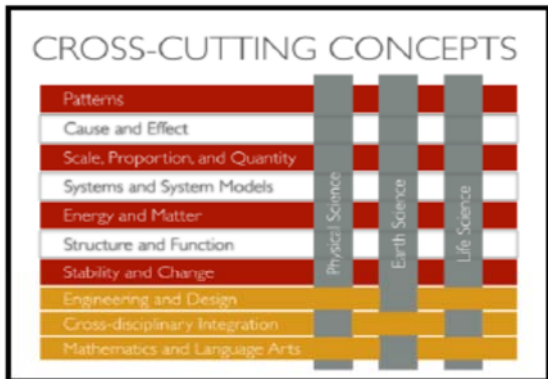 CROSS-CUTTING CONCEPTS
Patterns
Cause and Effect
Scale, Proportion, and Quantity
Systems and System Models
Energy and Matter
Structure and Function
Stability and Change
Engineering and Design
Cross-disciplinary Integration
Mathematics and Language Arts
Physical Science
Earth Science
Life Science